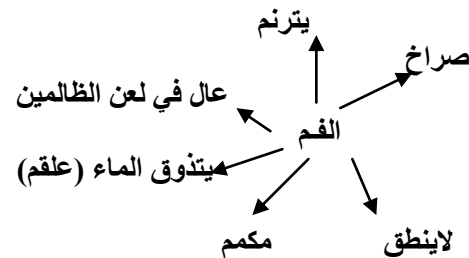 يترنم
صراخ
عال في لعن الظالمين
الفم
يتذوق الماء (علقم)
مكمم
لاينطق